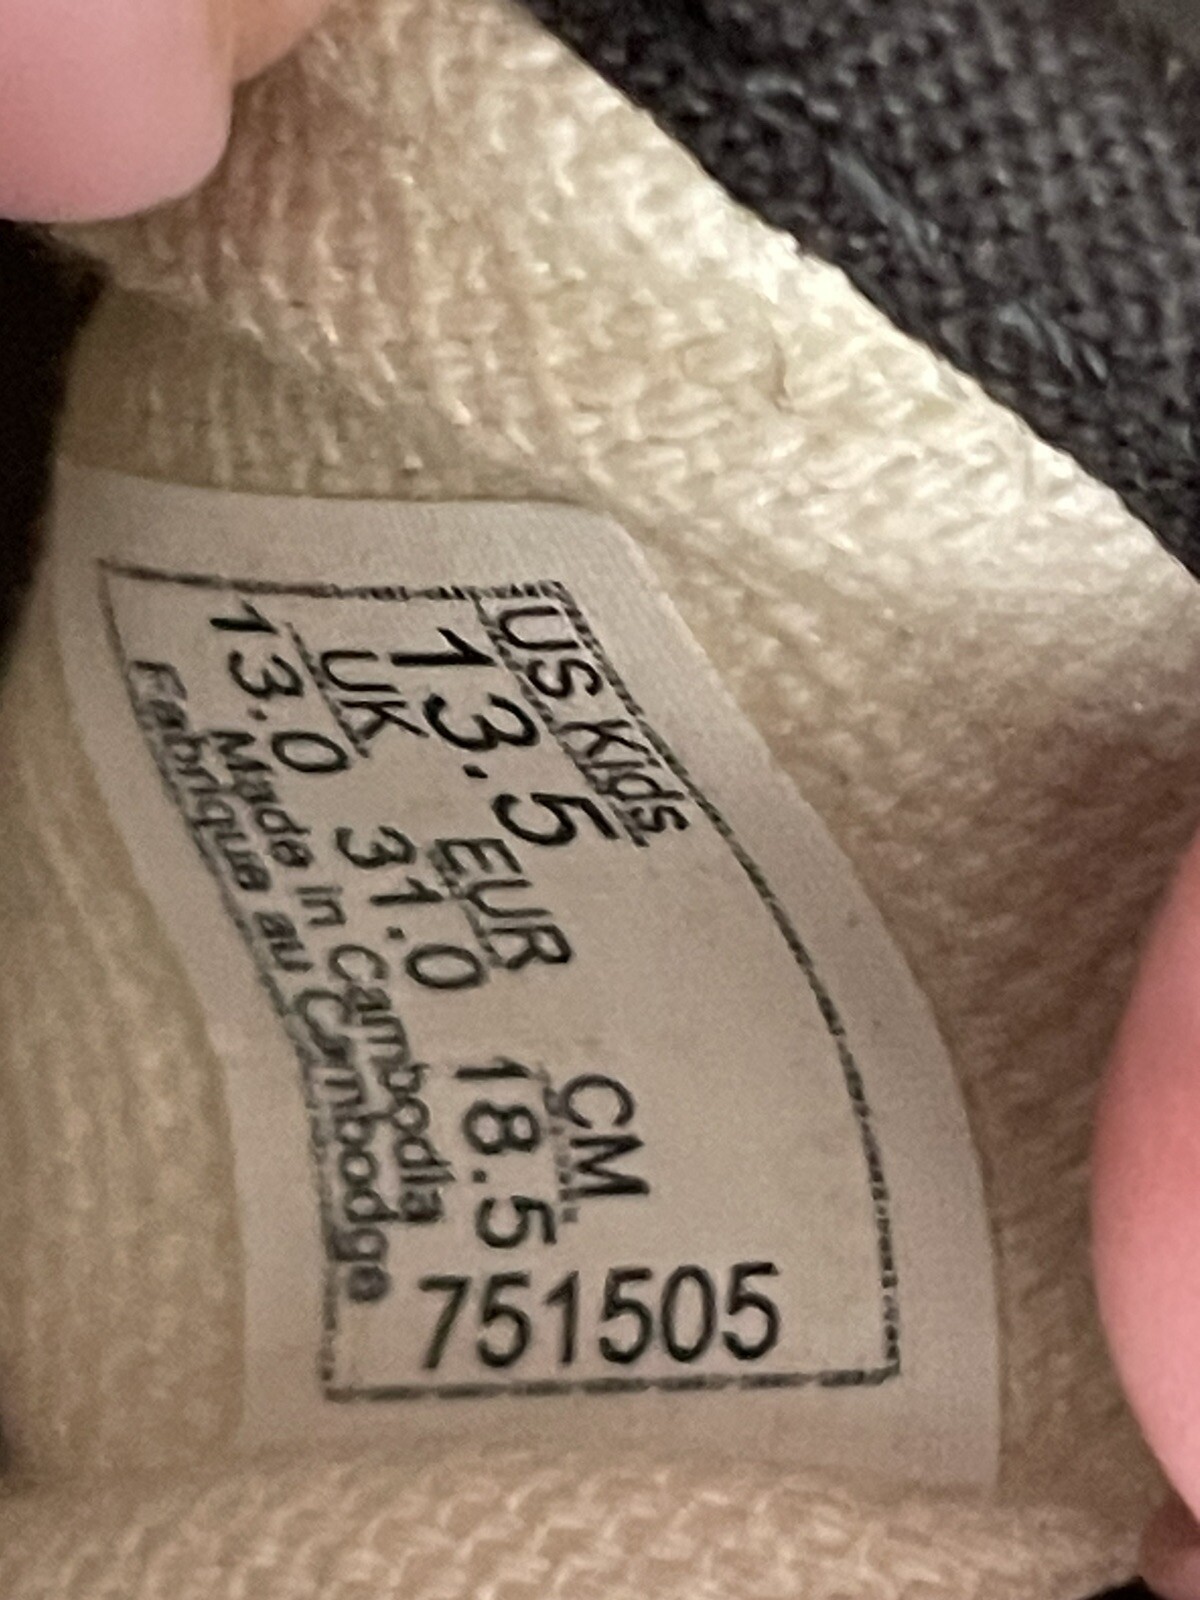 US Kids
13.5
UK EUR CM
13.0 31.0 18.5
Made in Cambodia
Fabrique au Cambodge
751505